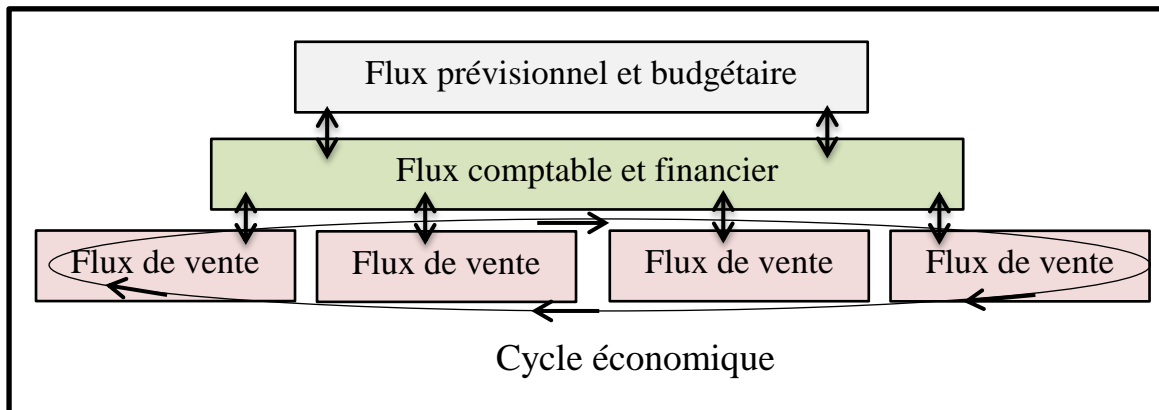 Flux prévisionnel et budgétaire
Flux comptable et financier
Flux de vente
Flux de vente
Flux de vente
Flux de vente
Cycle économique